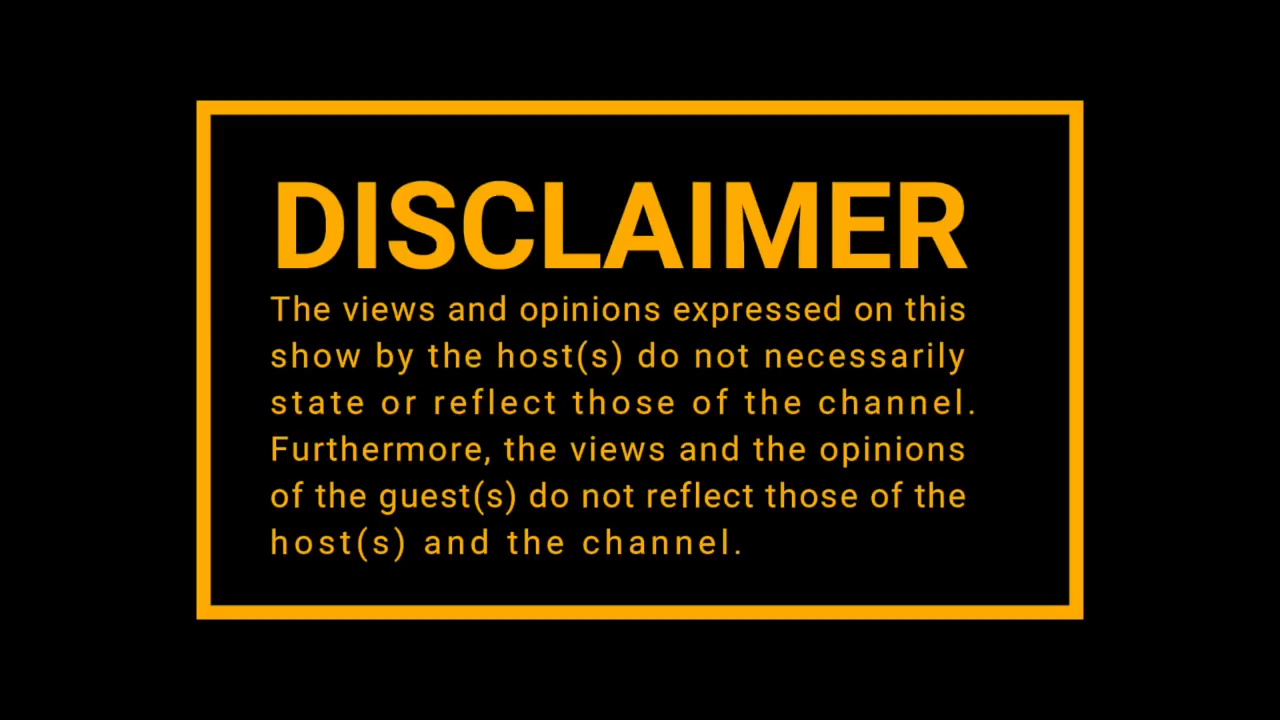 DISCLAIMER
The views and opinions expressed on this
show by the host(s) do not necessarily
state or reflect those of the channel.
Furthermore, the views and the opinions
of the guest(s) do not reflect those of the
host(s) and the channel.